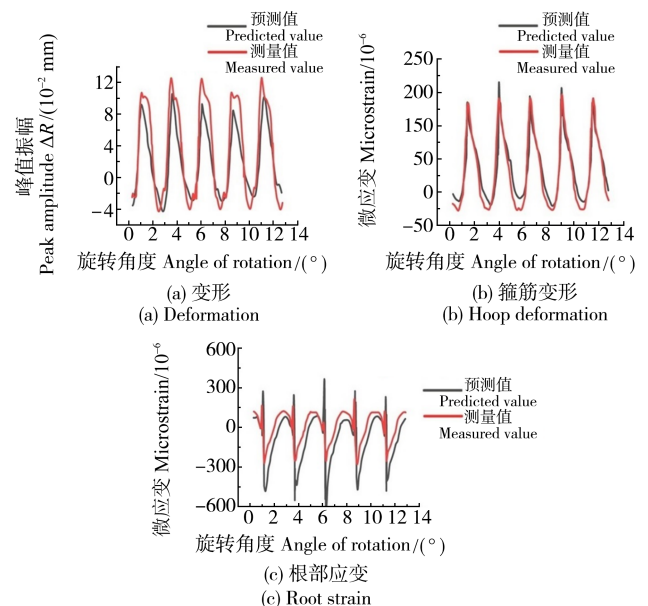 预测值
Predicted value
测量值
Measured value
峰值振幅
Peak amplitude ΔR/(10⁻² mm)
12
8
4
0
−4
0 2 4 6 8 10 12 14
旋转角度 Angle of rotation/(°)
(a) 变形
(a) Deformation
预测值
Predicted value
测量值
Measured value
微应变 Microstrain/10⁻⁶
250
200
150
100
50
0
−50
0 2 4 6 8 10 12 14
旋转角度 Angle of rotation/(°)
(b) 箍筋变形
(b) Hoop deformation
微应变 Microstrain/10⁻⁶
600
300
0
−300
−600
0 2 4 6 8 10 12 14
预测值
Predicted value
测量值
Measured value
旋转角度 Angle of rotation/(°)
(c) 根部应变
(c) Root strain